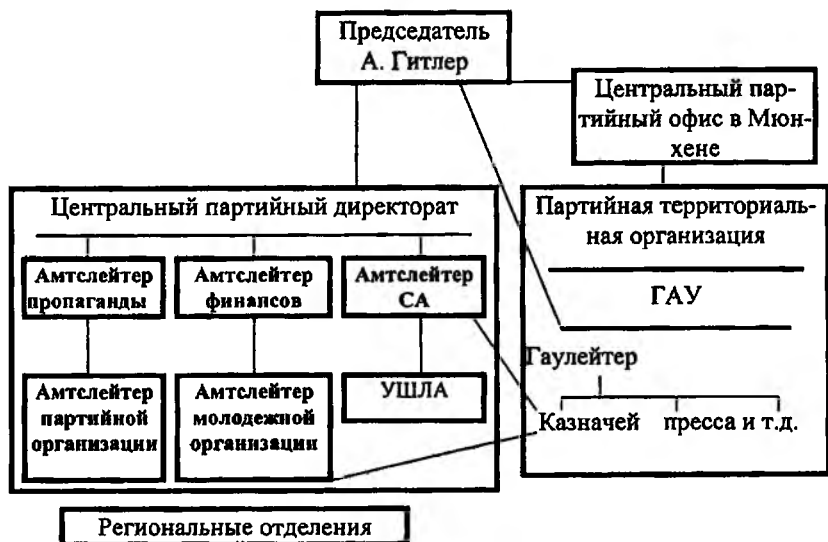 Председатель
А. Гитлер
Центральный пар-
тийный офис в Мюн-
хене
Центральный партийный директорат
Амтслейтер
пропаганды
Амтслейтер
финансов
Амтслейтер
СА
Амтслейтер
партийной
организации
Амтслейтер
молодежной
организации
УШЛА
Партийная территориаль-
ная организация
ГАУ
Гаулейтер
Казначей пресса и т.д.
Региональные отделения